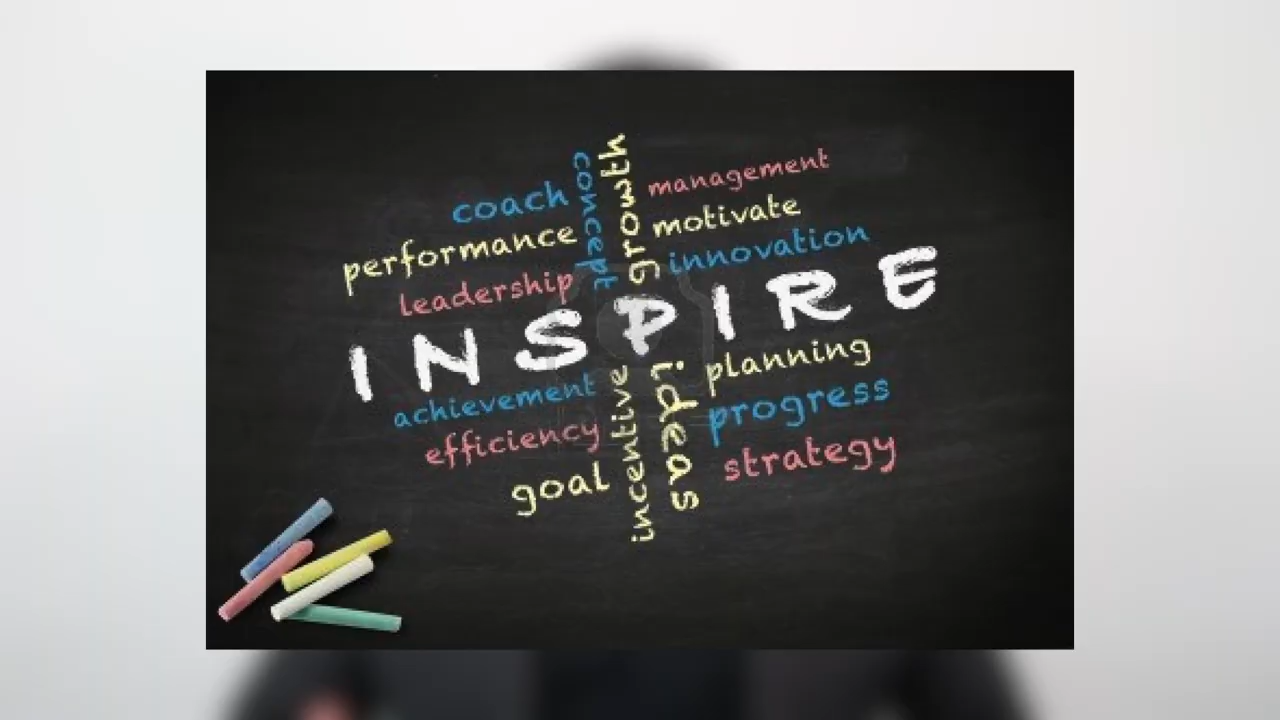 concept
growth
coach
management
performance
motivate
leadership
innovation
INSPIRE
achievement
planning
efficiency
progress
goal
strategy
incentive
ideas